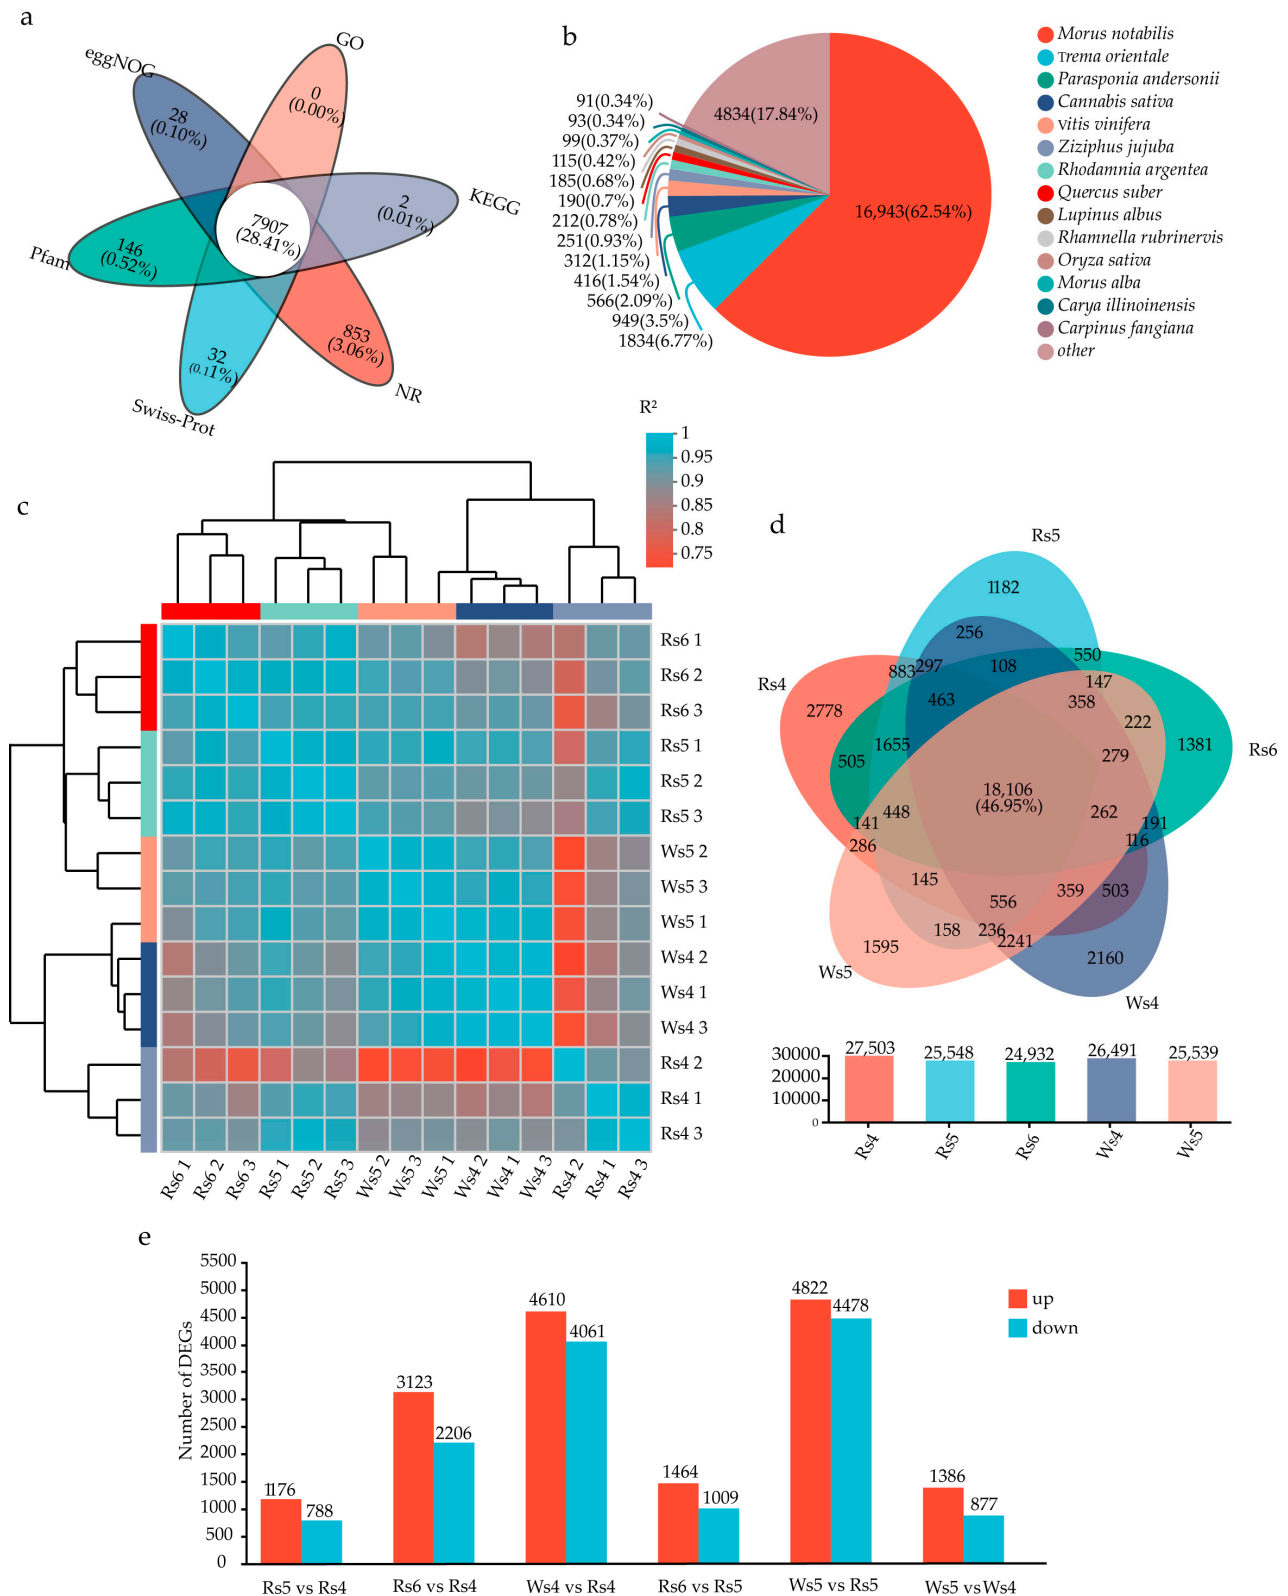 a
GO
eggNOG
0
(0.00%)
28
(0.10%)
KEGG
2
(0.01%)
7907
(28.41%)
Pfam
146
(0.52%)
853
(3.06%)
32
(0.11%)
NR
Swiss-Prot
b
4834(17.84%)
16,943(62.54%)
91(0.34%)
93(0.34%)
99(0.37%)
115(0.42%)
185(0.68%)
190(0.7%)
212(0.78%)
251(0.93%)
312(1.15%)
416(1.54%)
566(2.09%)
949(3.5%)
1834(6.77%)
Morus notabilis
Trema orientale
Parasponia andersonii
Cannabis sativa
Vitis vinifera
Ziziphus jujuba
Rhodamnia argentea
Quercus suber
Lupinus albus
Rhamnella rubrinervis
Oryza sativa
Morus alba
Carya illinoinensis
Carpinus fangiana
other
c
R²
1
0.95
0.9
0.85
0.8
0.75
Rs6 1
Rs6 2
Rs6 3
Rs5 1
Rs5 2
Rs5 3
Ws5 2
Ws5 3
Ws5 1
Ws4 2
Ws4 1
Ws4 3
Rs4 2
Rs4 1
Rs4 3
Rs6 1 Rs6 2 Rs6 3 Rs5 1 Rs5 2 Rs5 3 Ws5 2 Ws5 3 Ws5 1 Ws4 2 Ws4 1 Ws4 3 Rs4 2 Rs4 1 Rs4 3
d
Rs5
1182
256
550
883
297
108
147
Rs4
463
358
2778
222
1655
1381
Rs6
505
279
18,106
(46.95%)
448
262
141
191
286
116
145
359
503
556
158
236
2241
1595
2160
Ws5
Ws4
30000
20000
10000
0
27,503
25,548
24,932
26,491
25,539
Rs4
Rs5
Rs6
Ws4
Ws5
e
Number of DEGs
5500
5000
4500
4000
3500
3000
2500
2000
1500
1000
500
0
1176
788
3123
2206
4610
4061
1464
1009
4822
4478
1386
877
up
down
Rs5 vs Rs4
Rs6 vs Rs4
Ws4 vs Rs4
Rs6 vs Rs5
Ws5 vs Rs5
Ws5 vs Ws4